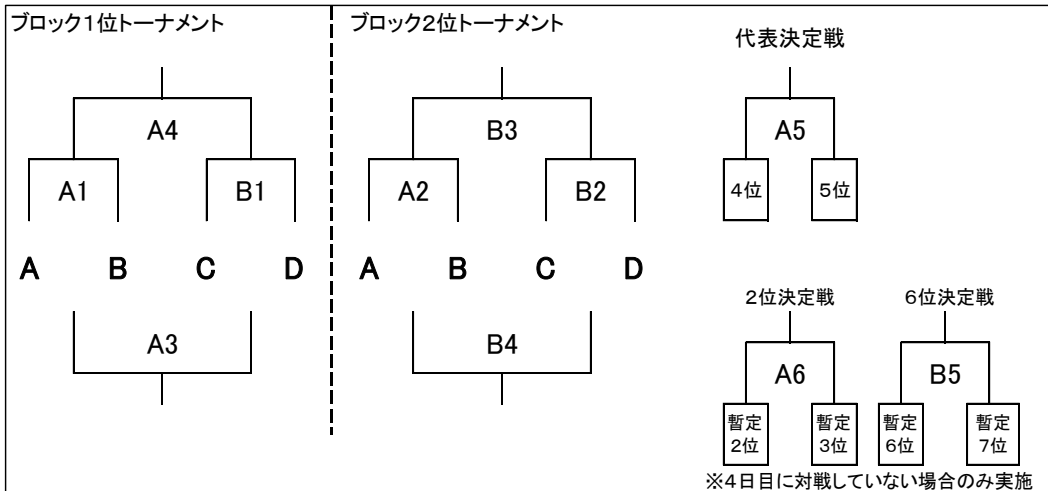 ブロック1位トーナメント
A4
A1
B1
A
B
C
D
A3
ブロック2位トーナメント
B3
A2
B2
A
B
C
D
B4
代表決定戦
A5
4位
5位
2位決定戦
A6
暫定
2位
暫定
3位
6位決定戦
B5
暫定
6位
暫定
7位
※4日目に対戦していない場合のみ実施